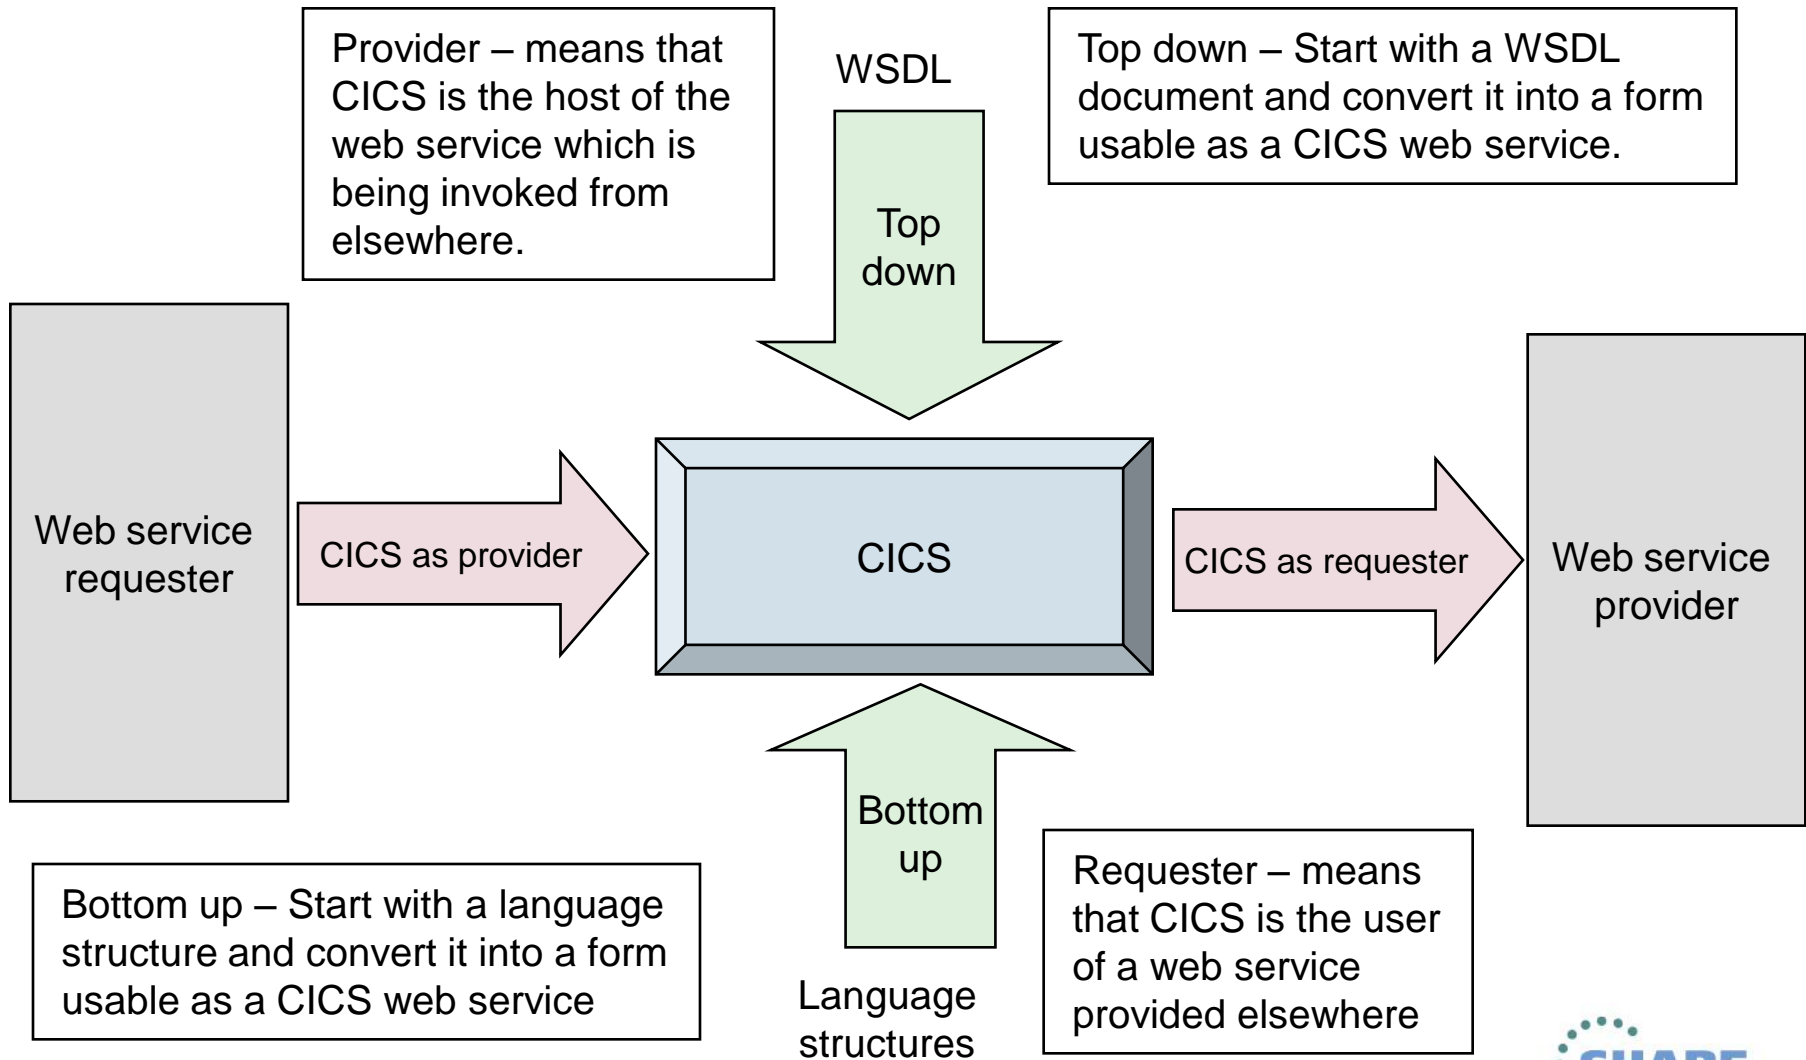 Provider – means that
CICS is the host of the
web service which is
being invoked from
elsewhere.
WSDL
Top down – Start with a WSDL
document and convert it into a form
usable as a CICS web service.
Top
down
Web service
requester
CICS as provider
CICS
CICS as requester
Web service
provider
Bottom
up
Bottom up – Start with a language
structure and convert it into a form
usable as a CICS web service
Language
structures
Requester – means
that CICS is the user
of a web service
provided elsewhere
SHARE